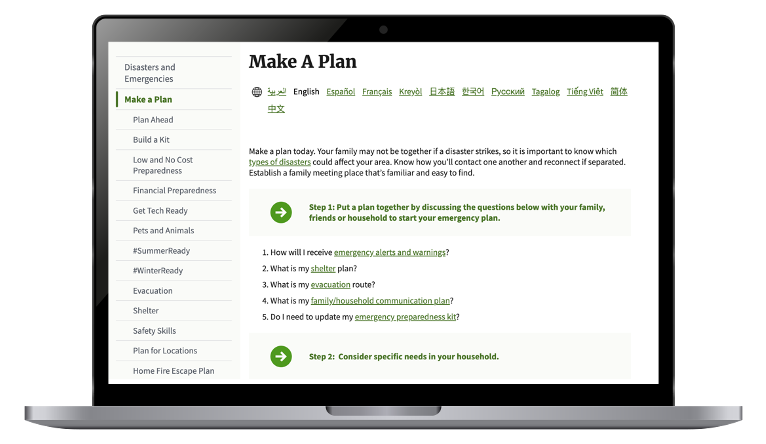 Disasters and
Emergencies
Make a Plan
Plan Ahead
Build a Kit
Low and No Cost
Preparedness
Financial Preparedness
Get Tech Ready
Pets and Animals
#SummerReady
#WinterReady
Evacuation
Shelter
Safety Skills
Plan for Locations
Home Fire Escape Plan
Make A Plan
العربية English Español Français Kreyòl 日本語 한국어 Русский Tagalog Tiếng Việt 简体
中文
Make a plan today. Your family may not be together if a disaster strikes, so it is important to know which
types of disasters could affect your area. Know how you'll contact one another and reconnect if separated.
Establish a family meeting place that's familiar and easy to find.
Step 1: Put a plan together by discussing the questions below with your family,
friends or household to start your emergency plan.
1. How will I receive emergency alerts and warnings?
2. What is my shelter plan?
3. What is my evacuation route?
4. What is my family/household communication plan?
5. Do I need to update my emergency preparedness kit?
Step 2: Consider specific needs in your household.